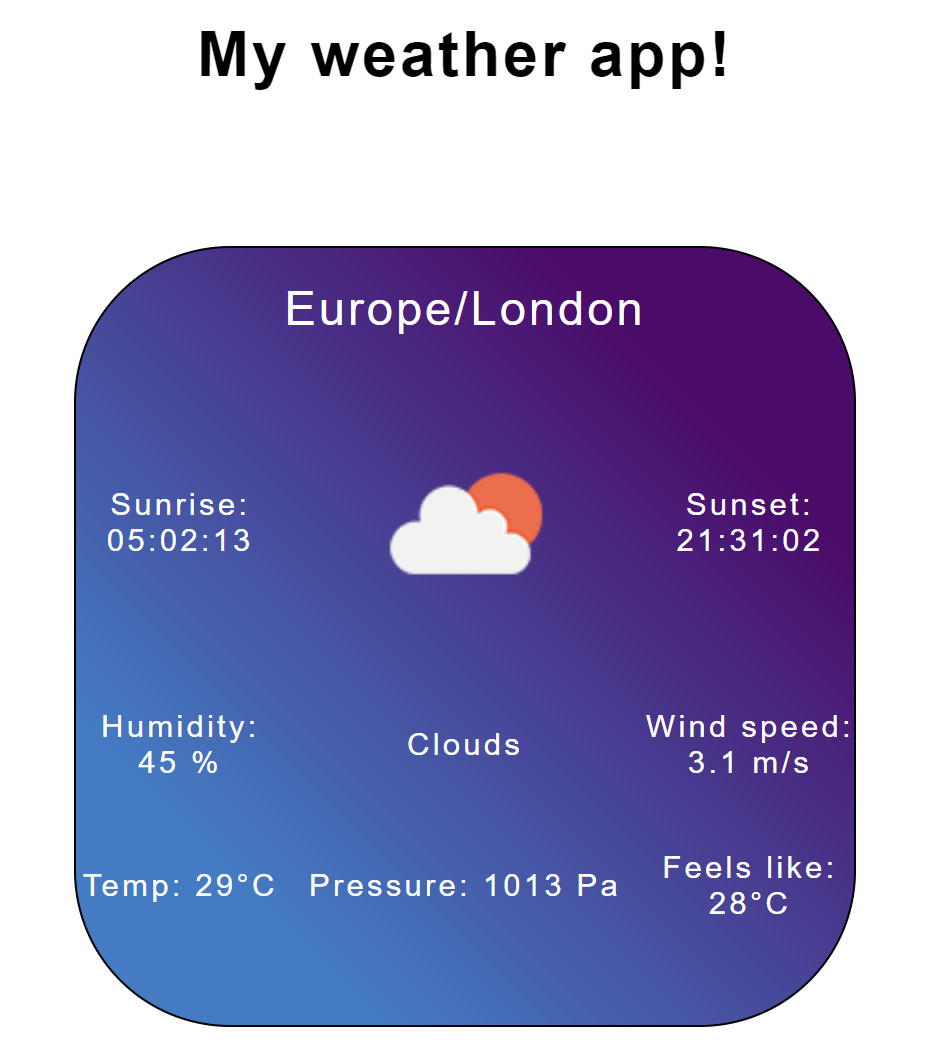 My weather app!
Europe/London
Sunrise:
05:02:13
Sunset:
21:31:02
Humidity:
45 %
Clouds
Wind speed:
3.1 m/s
Temp: 29°C
Pressure: 1013 Pa
Feels like:
28°C